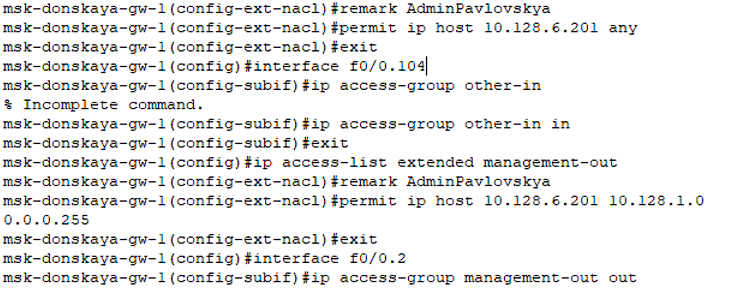 msk-donskaya-gw-1(config-ext-nacl)#remark AdminPavlovskya
msk-donskaya-gw-1(config-ext-nacl)#permit ip host 10.128.6.201 any
msk-donskaya-gw-1(config-ext-nacl)#exit
msk-donskaya-gw-1(config)#interface f0/0.104
msk-donskaya-gw-1(config-subif)#ip access-group other-in
% Incomplete command.
msk-donskaya-gw-1(config-subif)#ip access-group other-in in
msk-donskaya-gw-1(config-subif)#exit
msk-donskaya-gw-1(config)#ip access-list extended management-out
msk-donskaya-gw-1(config-ext-nacl)#remark AdminPavlovskya
msk-donskaya-gw-1(config-ext-nacl)#permit ip host 10.128.6.201 10.128.1.0
0.0.0.255
msk-donskaya-gw-1(config-ext-nacl)#exit
msk-donskaya-gw-1(config)#interface f0/0.2
msk-donskaya-gw-1(config-subif)#ip access-group management-out out